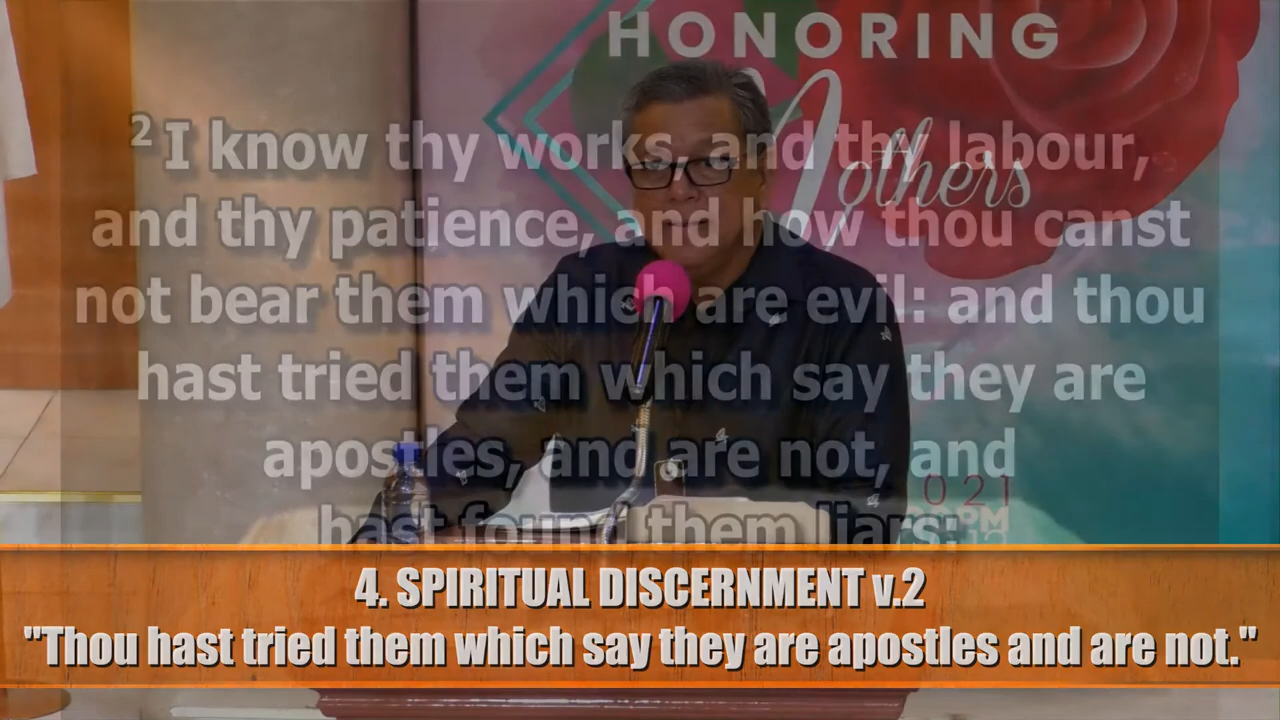 HONORING
Mothers
2 I know thy works, and thy labour,
and thy patience, and how thou canst
not bear them which are evil: and thou
hast tried them which say they are
apostles, and are not, and
hast found them liars:
021
4. SPIRITUAL DISCERNMENT v.2
"Thou hast tried them which say they are apostles and are not."